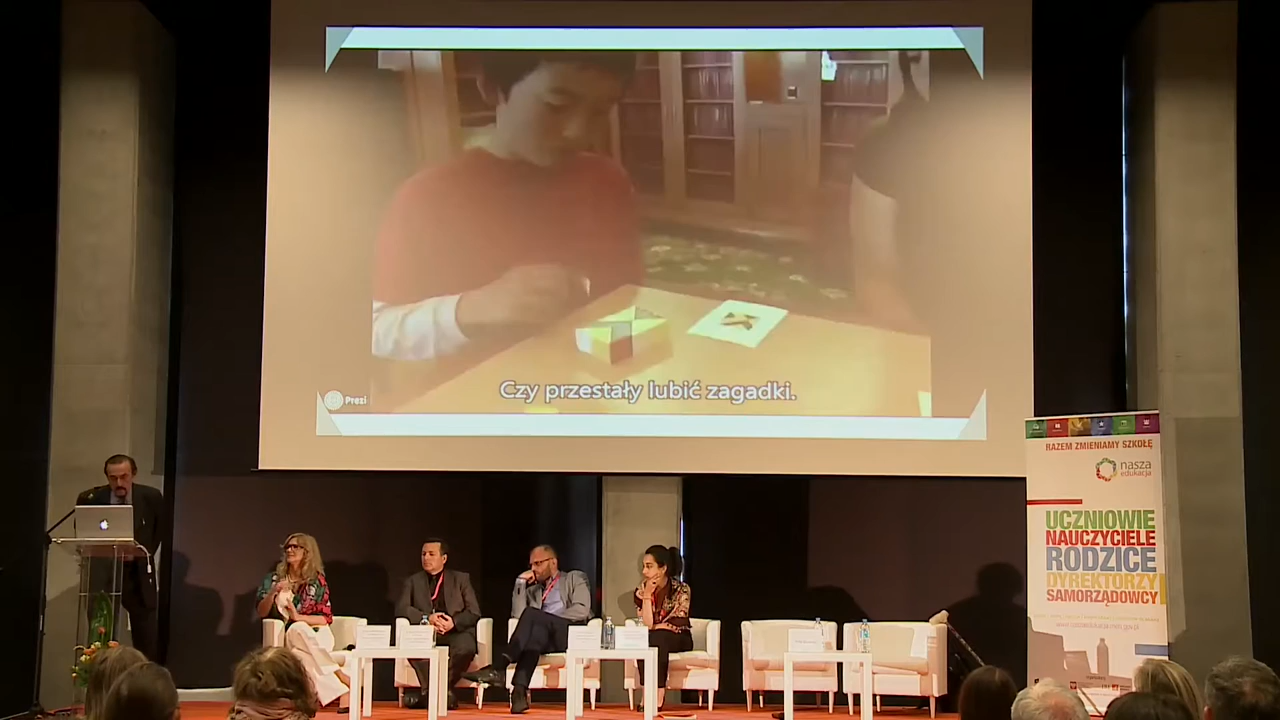 Czy przestały lubić zagadki.
Prezi
RAZEM ZMIENIAMY SZKOŁĘ
nasza
edukacja
UCZNIOWIE
NAUCZYCIELE
RODZICE
DYREKTORZY
SAMORZĄDOWCY